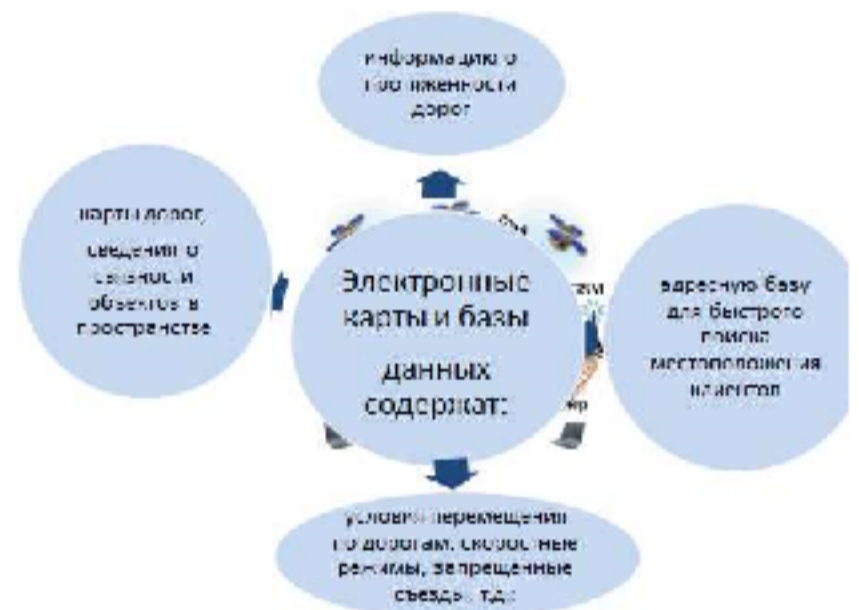 информацию о
протяженности
дорог
карты дорог,
сведения о
связности
объектов в
пространстве
Электронные
карты и базы
данных
содержат:
адресную базу
для быстрого
поиска
местоположения
клиентов
условия перемещения
по дорогам, скоростные
режимы, запрещенные
съезды, т.д.: